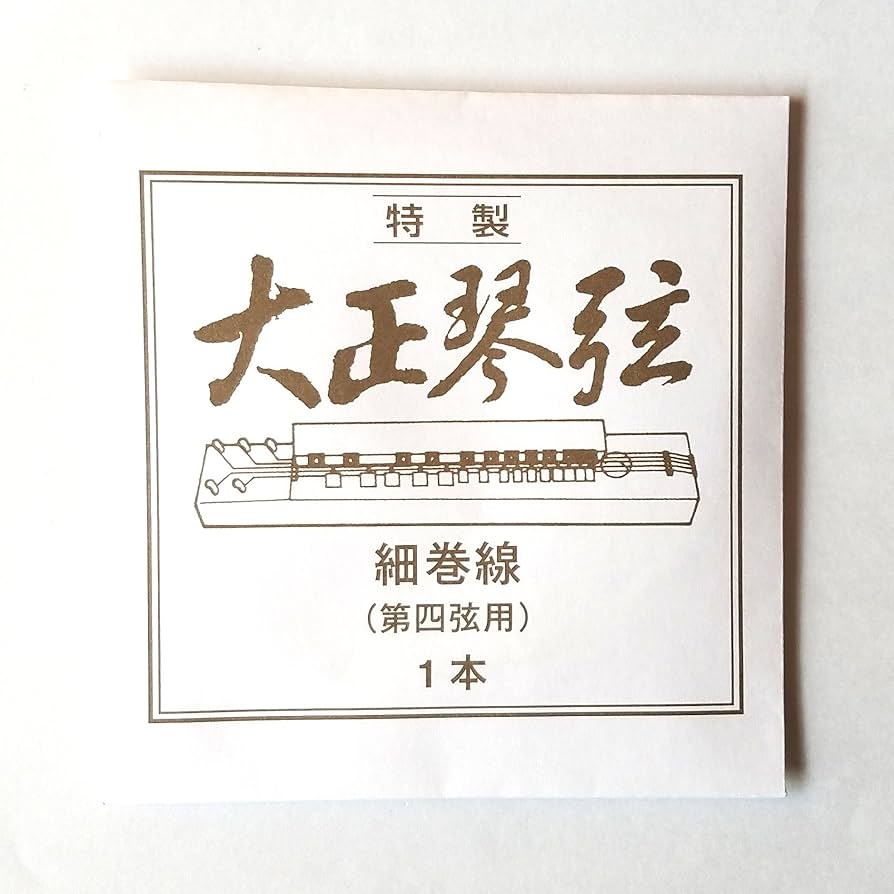 特製
大正琴弦
細巻線
（第四弦用）
1本